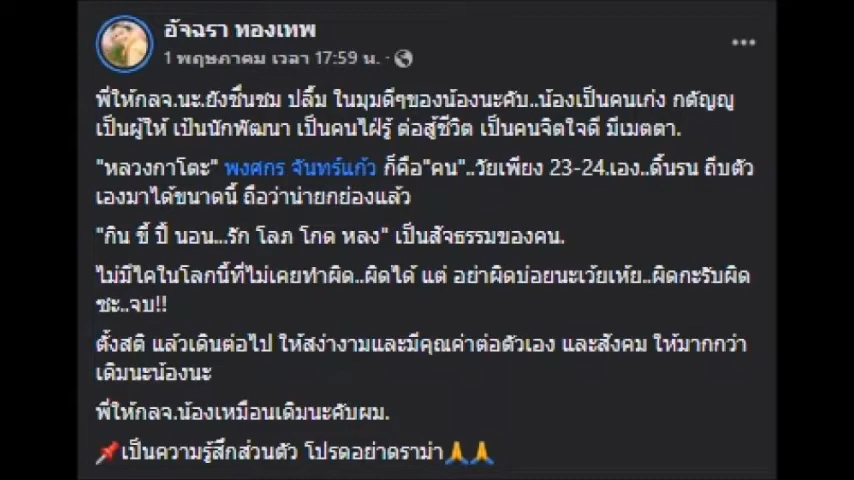 อัจฉรา ทองเทพ
1 พฤษภาคม เวลา 17:59 น. ·
พี่ให้กลจ.นะ.ยังชื่นชม ปลื้ม ในมุมดีๆของน้องนะคับ..น้องเป็นคนเก่ง กตัญญู
เป็นผู้ให้ เป้นนักพัฒนา เป็นคนไฝ่รู้ ต่อสู้ชีวิต เป็นคนจิตใจดี มีเมตตา.
"หลวงกาโตะ" พงศกร จันทร์แก้ว ก็คือ"คน"..วัยเพียง 23-24.เอง..ดิ้นรน ถีบตัว
เองมาได้ขนาดนี้ ถือว่าน่ายกย่องแล้ว
"กิน ขี้ ปี้ นอน...รัก โลภ โกด หลง" เป็นสัจธรรมของคน.
ไม่มีไคในโลกนี้ที่ไม่เคยทำผิด..ผิดได้ แต่ อย่าผิดบ่อยนะเว้ยเห้ย..ผิดกะรับผิด
ซะ..จบ!!
ตั้งสติ แล้วเดินต่อไป ให้สง่างามและมีคุณค่าต่อตัวเอง และสังคม ให้มากกว่า
เดิมนะน้องนะ
พี่ให้กลจ.น้องเหมือนเดิมนะคับผม.
📌เป็นความรู้สึกส่วนตัว โปรดอย่าดราม่า🙏🙏